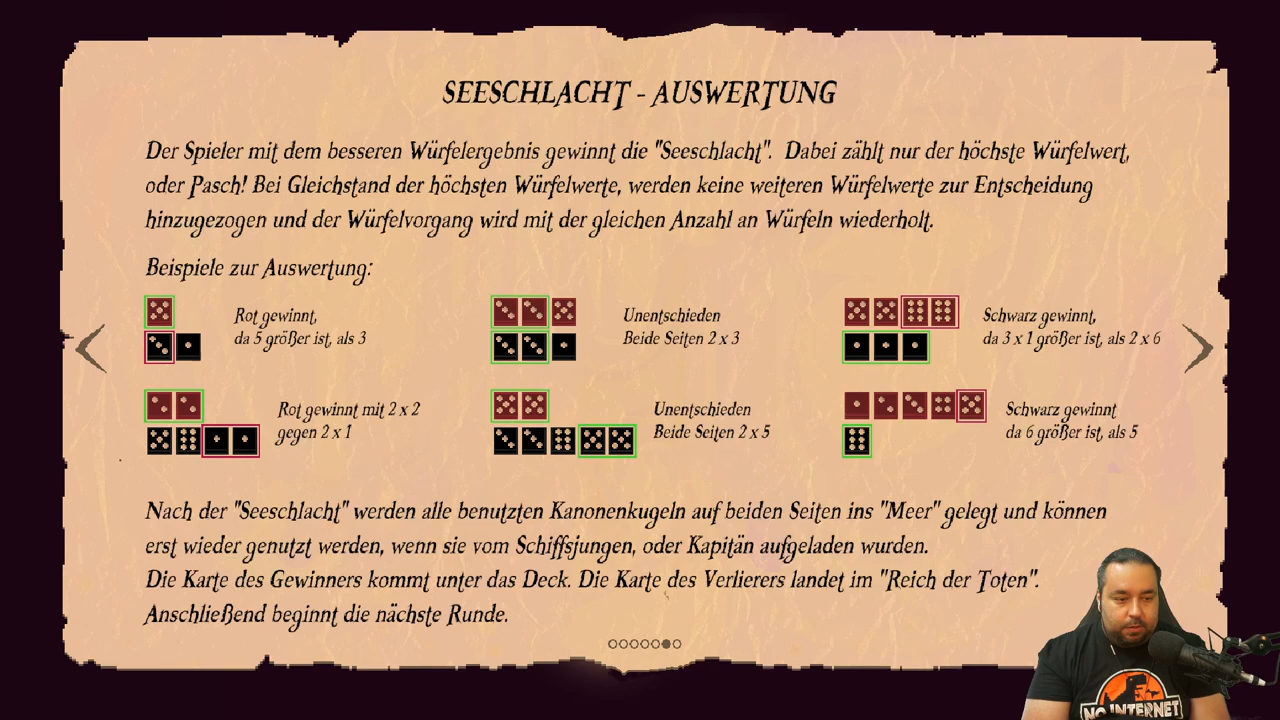 SEESCHLACHT - AUSWERTUNG
Der Spieler mit dem besseren Würfelergebnis gewinnt die "Seeschlacht". Dabei zählt nur der höchste Würfelwert,
oder Pasch! Bei Gleichstand der höchsten Würfelwerte, werden keine weiteren Würfelwerte zur Entscheidung
hinzugezogen und der Würfelvorgang wird mit der gleichen Anzahl an Würfeln wiederholt.
Beispiele zur Auswertung:
Rot gewinnt,
da 5 größer ist, als 3
Unentschieden
Beide Seiten 2 x 3
Schwarz gewinnt,
da 3 x 1 größer ist, als 2 x 6
Rot gewinnt mit 2 x 2
gegen 2 x 1
Unentschieden
Beide Seiten 2 x 5
Schwarz gewinnt
da 6 größer ist, als 5
Nach der "Seeschlacht" werden alle benutzten Kanonenkugeln auf beiden Seiten ins "Meer" gelegt und können
erst wieder genutzt werden, wenn sie vom Schiffsjungen, oder Kapitän aufgeladen wurden.
Die Karte des Gewinners kommt unter das Deck. Die Karte des Verlierers landet im "Reich der Toten".
Anschließend beginnt die nächste Runde.
NO INTERNET